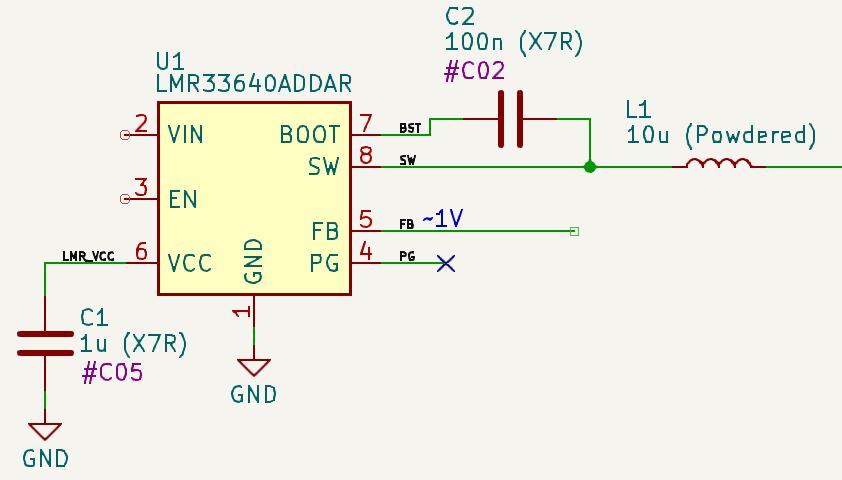 C2
100n (X7R)
#C02
U1
LMR33640ADDAR
L1
10u (Powdered)
2 VIN
BOOT 7 BST
SW 8 SW
3 EN
FB 5 FB ~1V
LMR_VCC 6 VCC
GND
PG 4 PG
1
C1
1u (X7R)
#C05
GND
GND